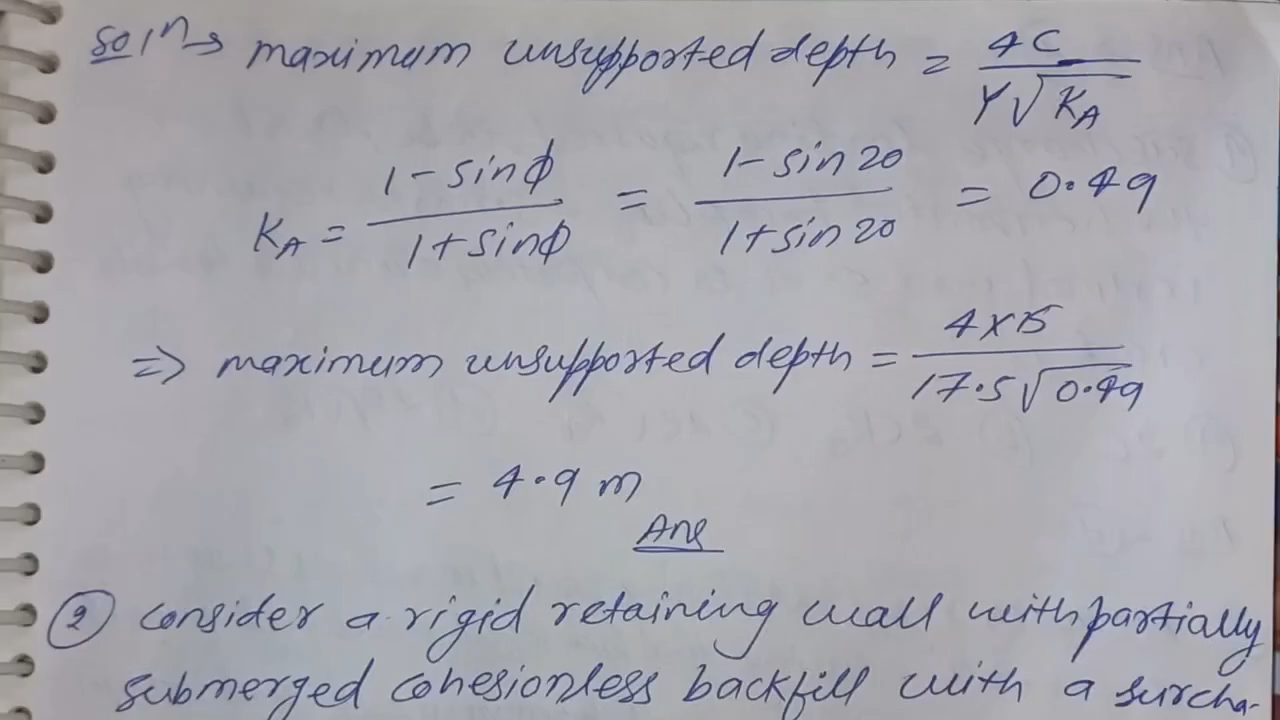 Soln → maximum unsupported depth = 4C / γ√K_A
K_A = 1 - sinϕ / 1 + sinϕ = 1 - sin 20 / 1 + sin 20 = 0.49
⇒ maximum unsupported depth = 4×15 / 17.5√0.49
= 4.9 m
Ans
② Consider a rigid retaining wall with partially
submerged cohesionless backfill with a surcha-